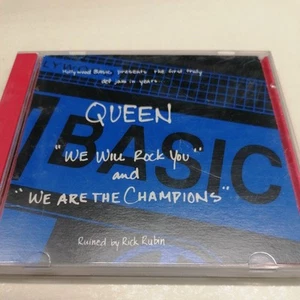 Hollywood Basic presents the first truly
def jam in years.
QUEEN
BASIC
"WE WILL ROCK YOU"
and
"WE ARE THE CHAMPIONS"
Ruined by Rick Rubin